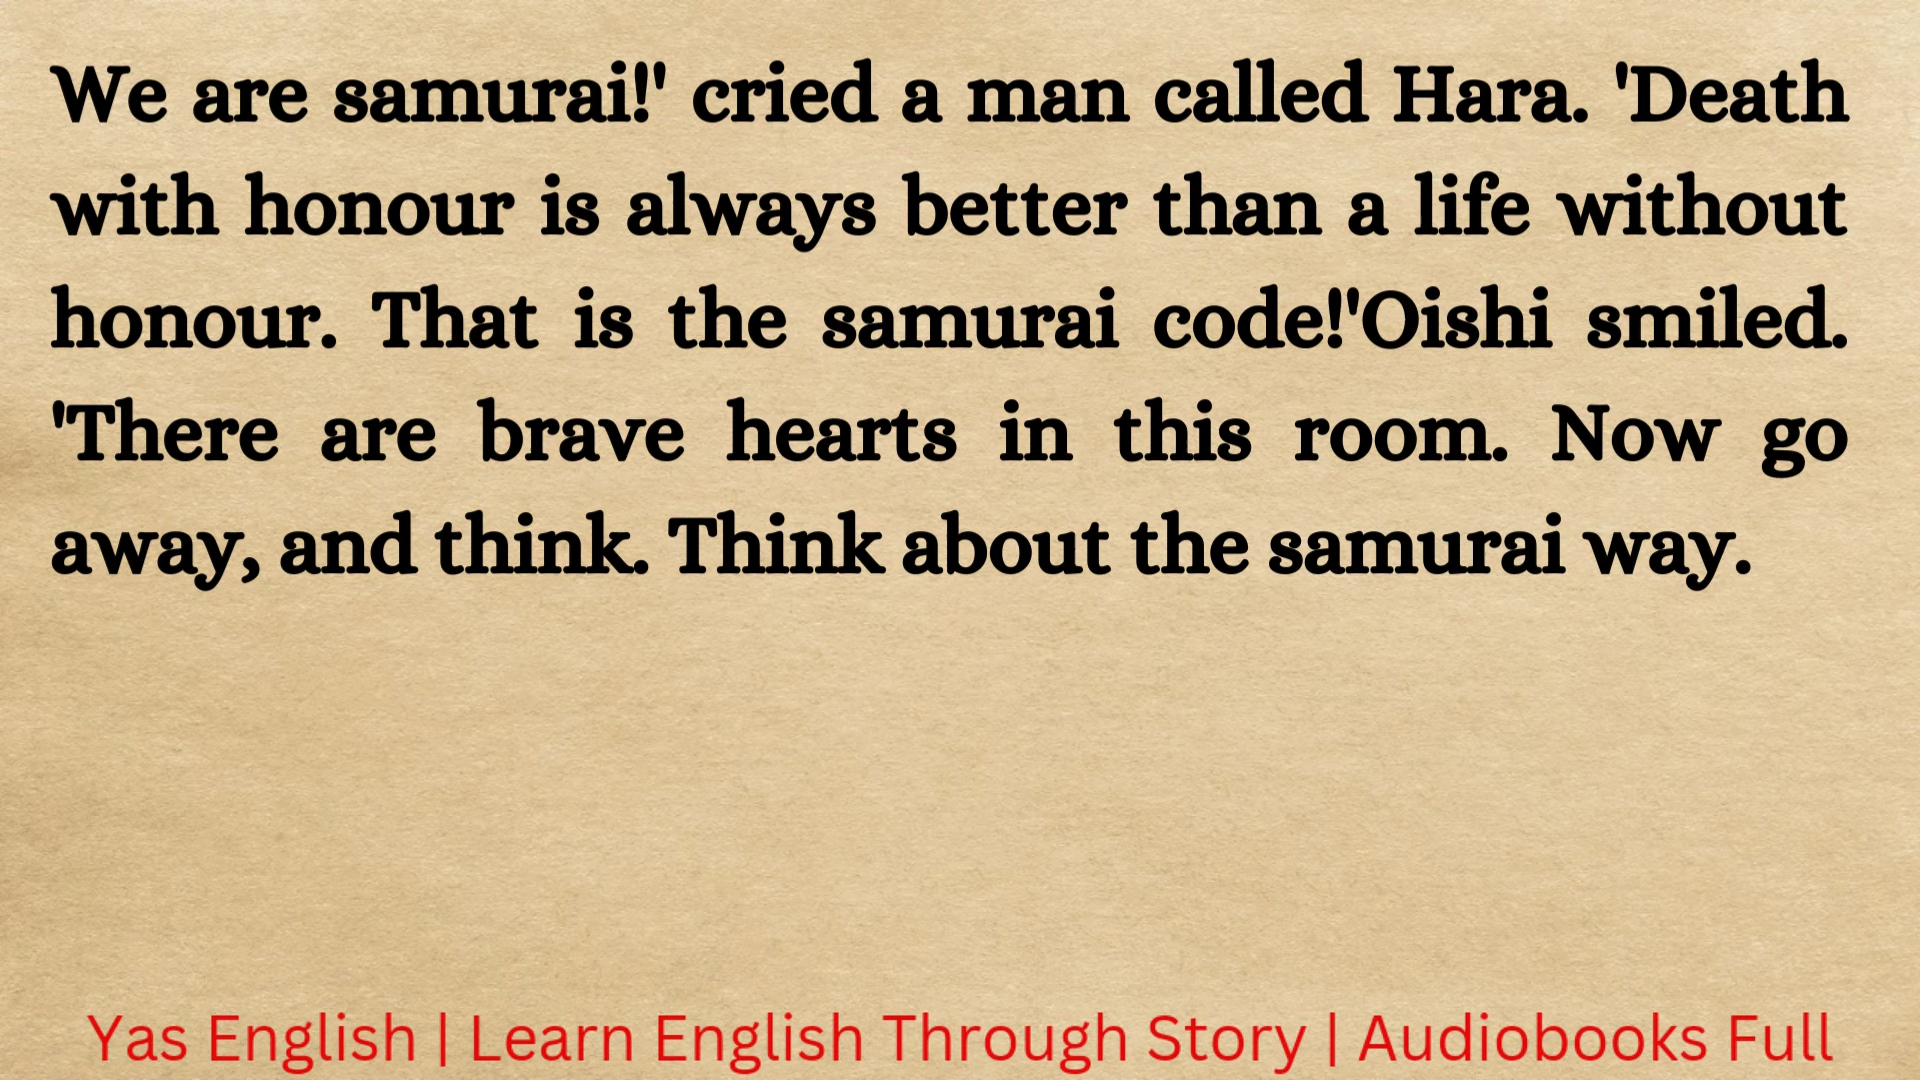 We are samurai!' cried a man called Hara. 'Death
with honour is always better than a life without
honour. That is the samurai code!'Oishi smiled.
'There are brave hearts in this room. Now go
away, and think. Think about the samurai way.
Yas English | Learn English Through Story | Audiobooks Full